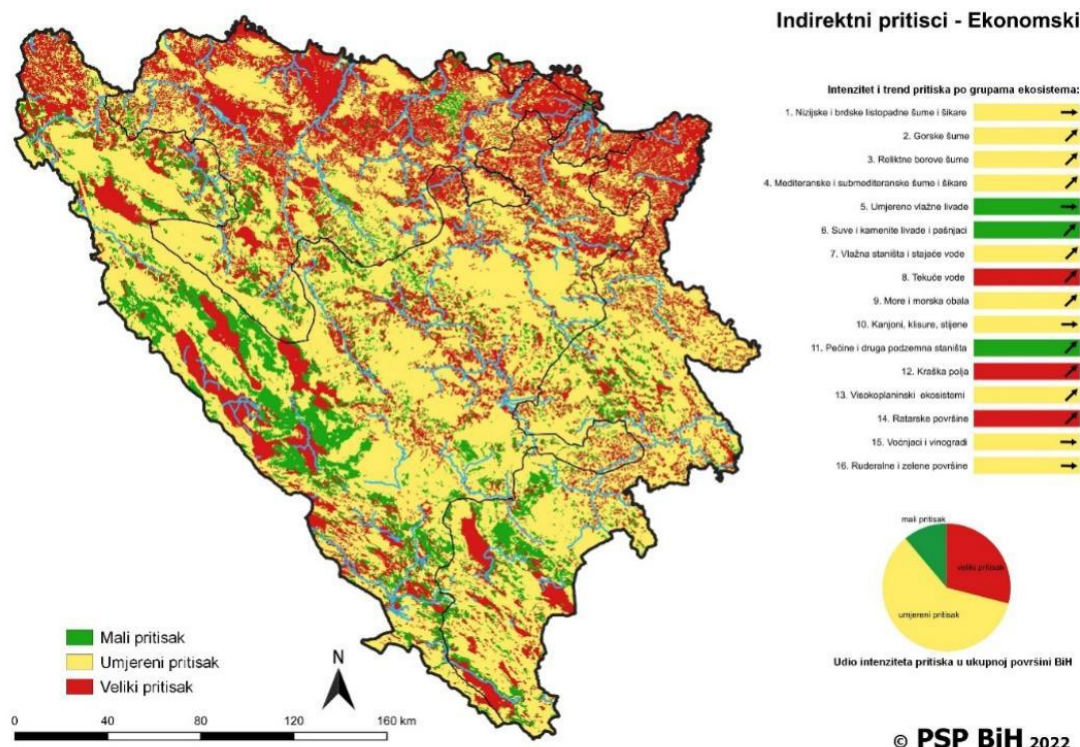 Indirektni pritisci - Ekonomski
Intenzitet i trend pritiska po grupama ekosistema:
1. Nizijske i brdske listopadne šume i šikare
2. Gorske šume
3. Reliktne borove šume
4. Mediteranske i submediteranske šume i šikare
5. Umjereno vlažne livade
6. Suve i kamenite livade i pašnjaci
7. Vlažna staništa i stajaće vode
8. Tekuće vode
9. More i morska obala
10. Kanjoni, klisure, stijene
11. Pećine i druga podzemna staništa
12. Kraška polja
13. Visokoplaninski ekosistemi
14. Ratarske površine
15. Voćnjaci i vinogradi
16. Ruderalne i zelene površine
mali pritisak
veliki pritisak
umjereni pritisak
Udio intenziteta pritiska u ukupnoj površini BiH
Mali pritisak
Umjereni pritisak
Veliki pritisak
N
0 40 80 120 160 km
© PSP BiH 2022